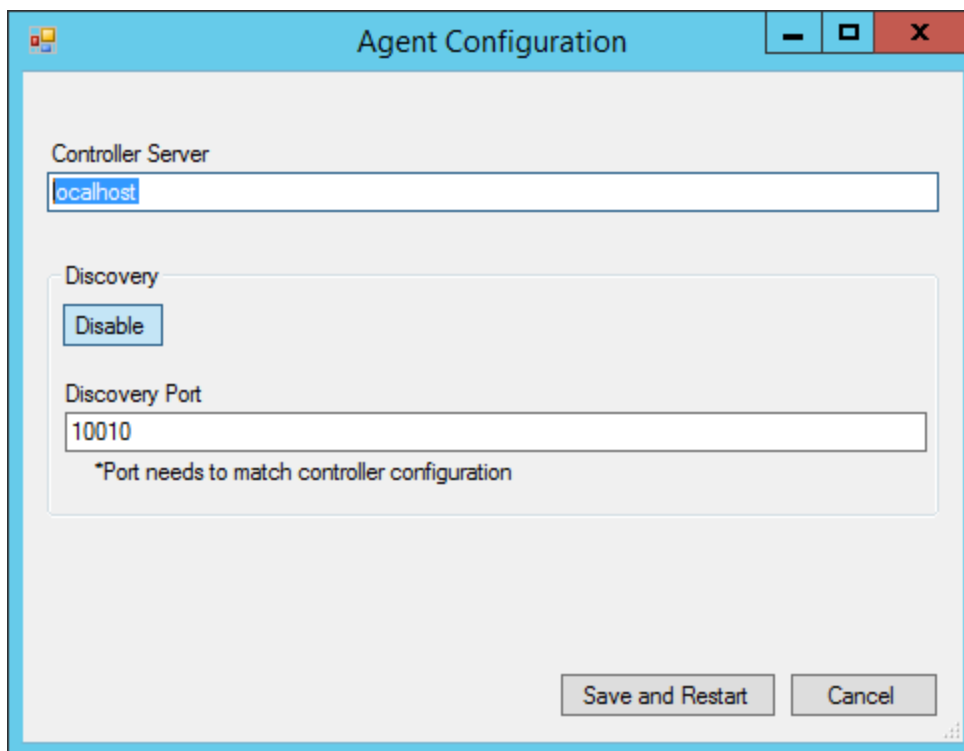 Agent Configuration
Controller Server
localhost
Discovery
Disable
Discovery Port
10010
*Port needs to match controller configuration
Save and Restart
Cancel